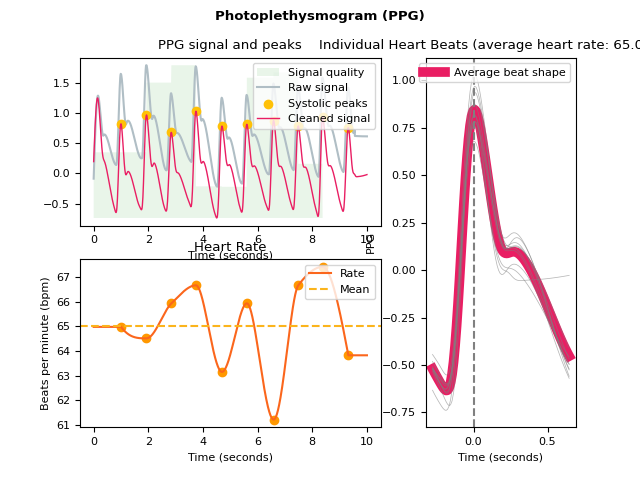 Photoplethysmogram (PPG)
PPG signal and peaks
Signal quality
Raw signal
Systolic peaks
Cleaned signal
1.5
1.0
0.5
0.0
−0.5
0 2 4 6 8 10
Time (seconds)
Heart Rate
Rate
Mean
Beats per minute (bpm)
67
66
65
64
63
62
61
0 2 4 6 8 10
Time (seconds)
Individual Heart Beats (average heart rate: 65.0
Average beat shape
PPG
1.00
0.75
0.50
0.25
0.00
−0.25
−0.50
−0.75
0.0 0.5
Time (seconds)